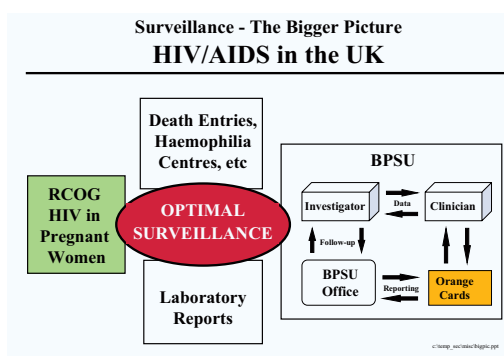 Surveillance - The Bigger Picture
HIV/AIDS in the UK
Death Entries,
Haemophilia
Centres, etc
RCOG
HIV in
Pregnant
Women
OPTIMAL
SURVEILLANCE
Laboratory
Reports
BPSU
Investigator
Data
Clinician
Follow-up
BPSU
Office
Reporting
Orange
Cards
c:\temp_sec\misc\bigpic.ppt